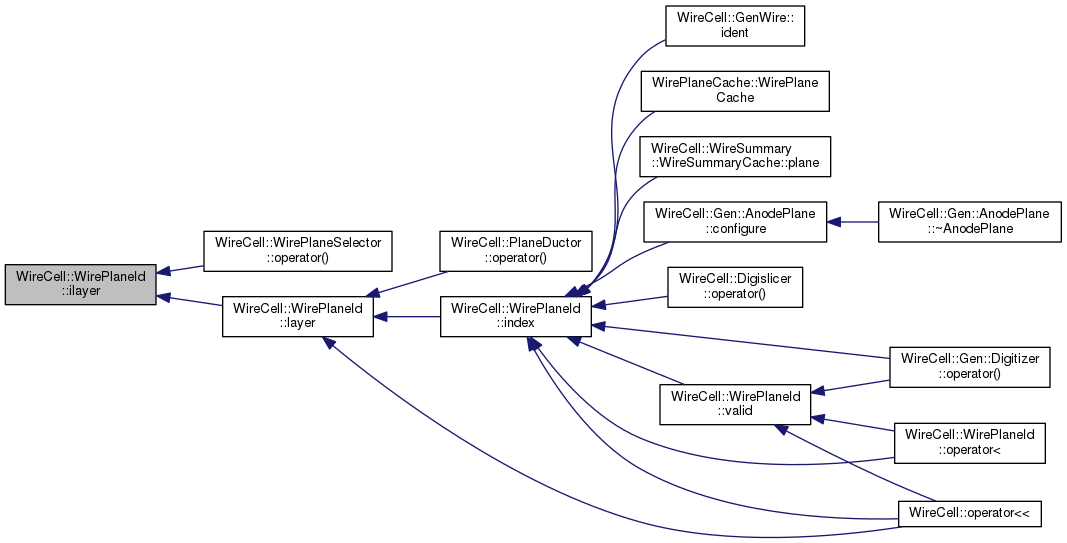 WireCell::WirePlaneId
::ilayer
WireCell::WirePlaneSelector
::operator()
WireCell::WirePlaneId
::layer
WireCell::PlaneDuctor
::operator()
WireCell::WirePlaneId
::index
WireCell::GenWire::
ident
WirePlaneCache::WirePlane
Cache
WireCell::WireSummary
::WireSummaryCache::plane
WireCell::Gen::AnodePlane
::configure
WireCell::Gen::AnodePlane
::~AnodePlane
WireCell::Digislicer
::operator()
WireCell::Gen::Digitizer
::operator()
WireCell::WirePlaneId
::valid
WireCell::WirePlaneId
::operator<
WireCell::operator<<